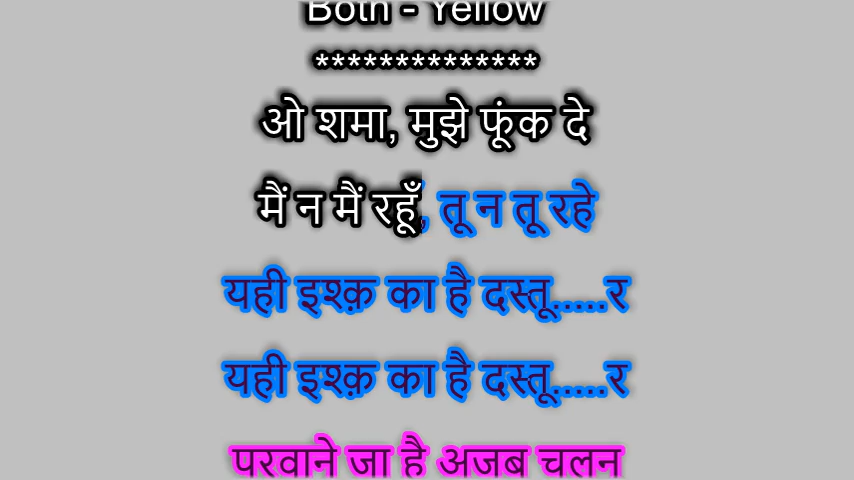 Both - Yellow
**************
ओ शमा, मुझे फूंक दे
मैं न मैं रहूँ, तू न तू रहे
यही इश्क़ का है दस्तू.....र
यही इश्क़ का है दस्तू.....र
परवाने जा है अजब चलन